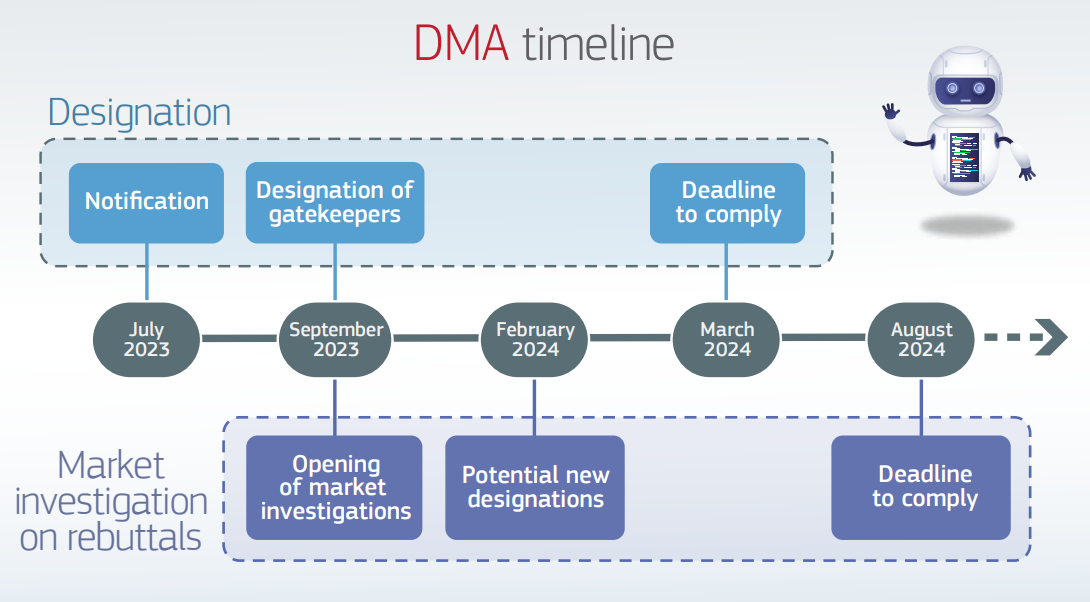 DMA timeline
Designation
Notification
Designation of
gatekeepers
Deadline
to comply
July
2023
September
2023
February
2024
March
2024
August
2024
Market
investigation
on rebuttals
Opening
of market
investigations
Potential new
designations
Deadline
to comply